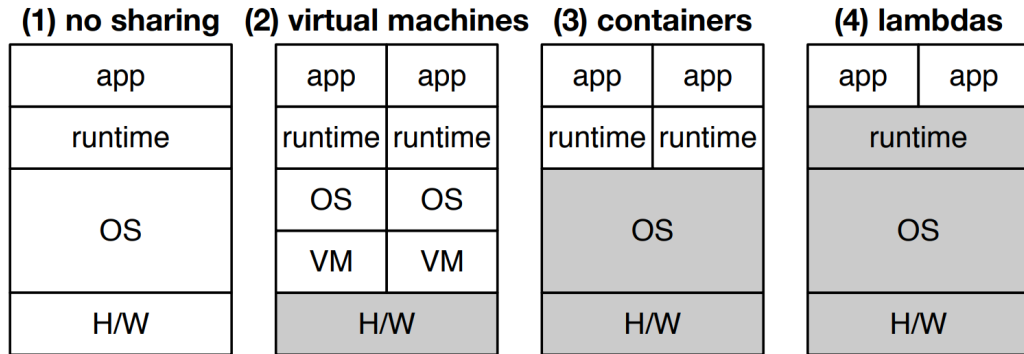 (1) no sharing (2) virtual machines (3) containers (4) lambdas
app app app app app app app
runtime runtime runtime runtime runtime runtime
OS OS OS OS OS
VM VM
H/W H/W H/W H/W